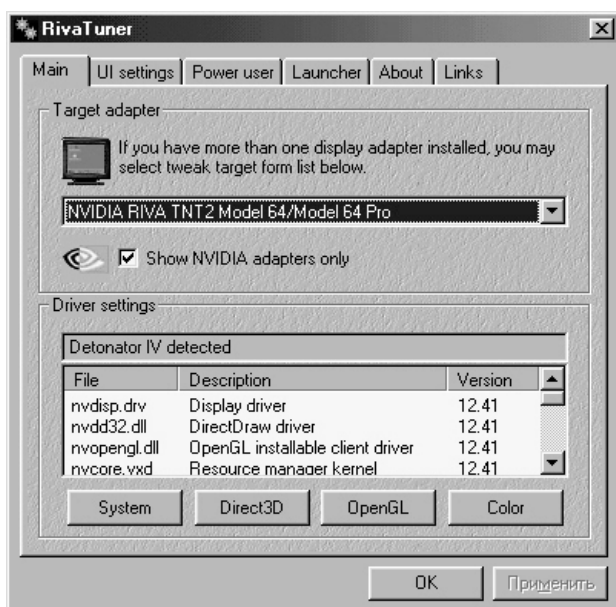 RivaTuner
Main UI settings Power user Launcher About Links
Target adapter
If you have more than one display adapter installed, you may
select tweak target form list below.
NVIDIA RIVA TNT2 Model 64/Model 64 Pro
Show NVIDIA adapters only
Driver settings
Detonator IV detected
File Description Version
nvdisp.drv Display driver 12.41
nvdd32.dll DirectDraw driver 12.41
nvopengl.dll OpenGL installable client driver 12.41
nvcore.vxd Resource manager kernel 12.41
System Direct3D OpenGL Color
OK Применить